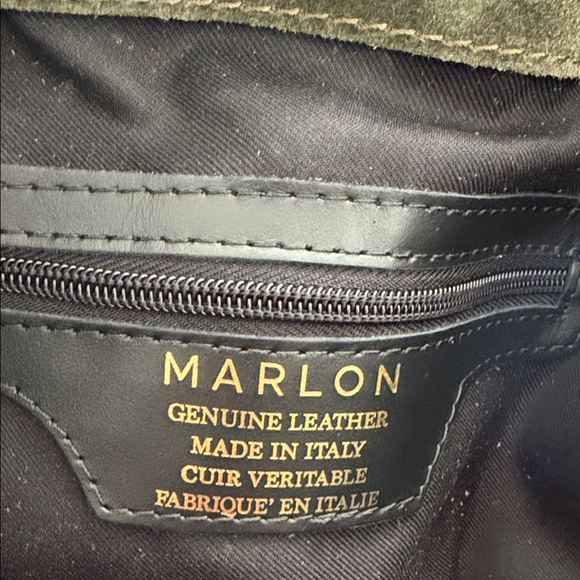 MARLON
GENUINE LEATHER
MADE IN ITALY
CUIR VERITABLE
FABRIQUE' EN ITALIE